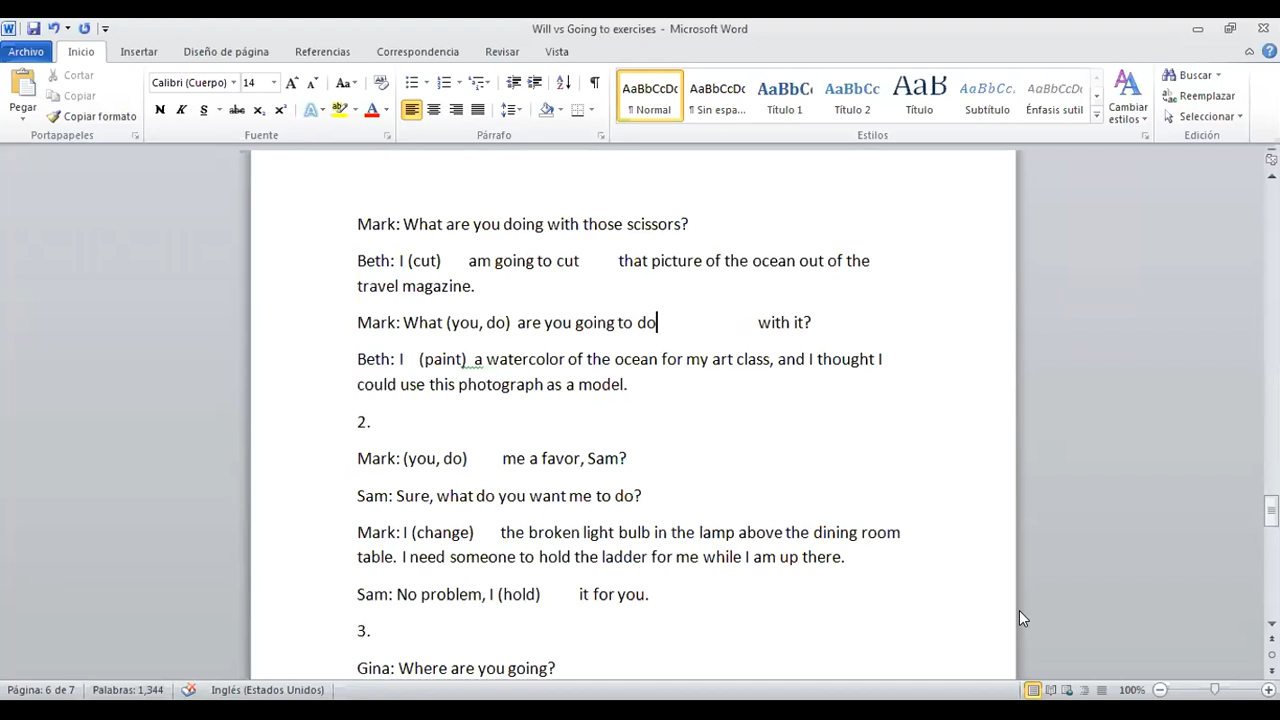 Will vs Going to exercises - Microsoft Word
Archivo Inicio Insertar Diseño de página Referencias Correspondencia Revisar Vista
Pegar Cortar Copiar Copiar formato
Calibri (Cuerpo) 14
AaBbCcDc AaBbCcDc AaBbC AaBbCc AaB AaBbCc. AaBbCcDc
¶ Normal ¶ Sin espa... Título 1 Título 2 Título Subtítulo Énfasis sutil
Cambiar estilos
Buscar
Reemplazar
Seleccionar
Portapapeles Fuente Párrafo Estilos Edición
Mark: What are you doing with those scissors?
Beth: I (cut) am going to cut that picture of the ocean out of the
travel magazine.
Mark: What (you, do) are you going to do with it?
Beth: I (paint) a watercolor of the ocean for my art class, and I thought I
could use this photograph as a model.
2.
Mark: (you, do) me a favor, Sam?
Sam: Sure, what do you want me to do?
Mark: I (change) the broken light bulb in the lamp above the dining room
table. I need someone to hold the ladder for me while I am up there.
Sam: No problem, I (hold) it for you.
3.
Gina: Where are you going?
Página: 6 de 7 Palabras: 1,344 Inglés (Estados Unidos) 100%